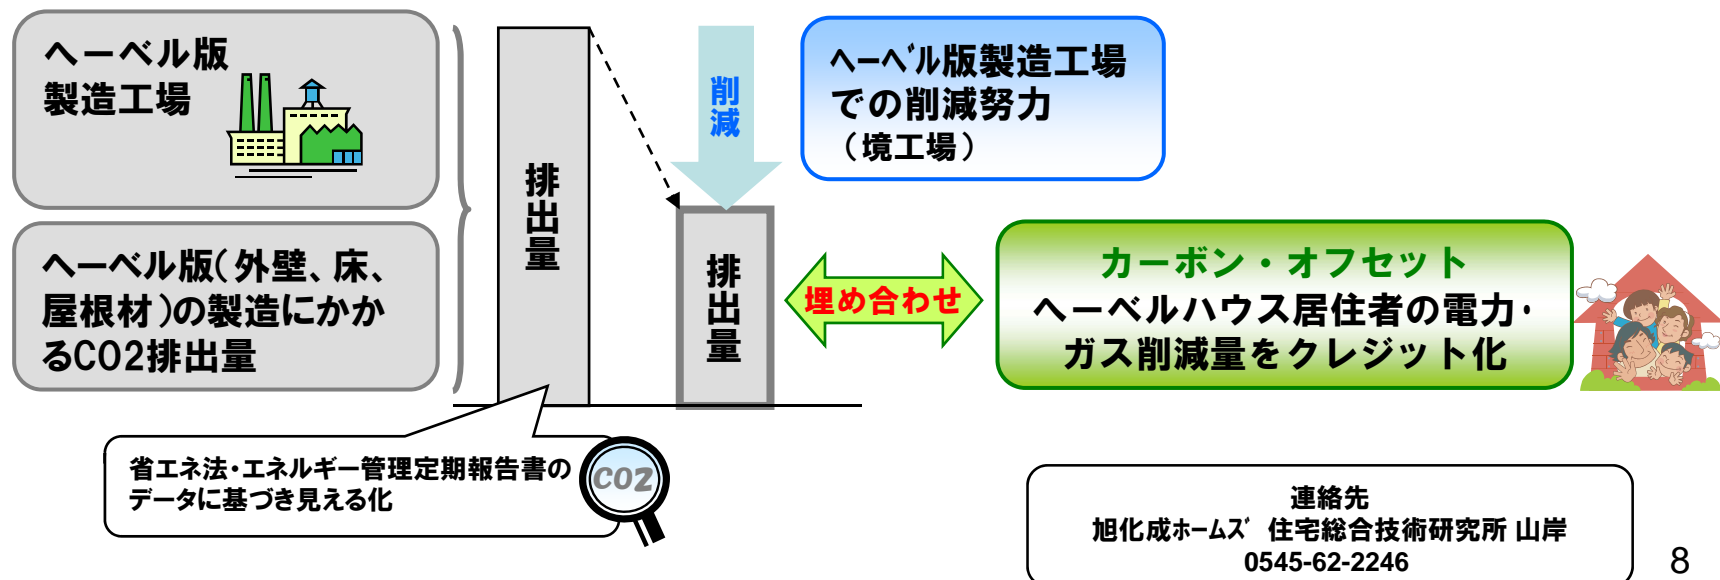 ヘーベル版
製造工場
ヘーベル版(外壁、床、
屋根材)の製造にかか
るCO2排出量
排出量
削減
排出量
ﾍｰﾍﾞﾙ版製造工場
での削減努力
(境工場)
埋め合わせ
カーボン・オフセット
ヘーベルハウス居住者の電力・
ガス削減量をクレジット化
省エネ法・エネルギー管理定期報告書の
データに基づき見える化
CO2
連絡先
旭化成ﾎｰﾑｽﾞ 住宅総合技術研究所 山岸
0545-62-2246
8